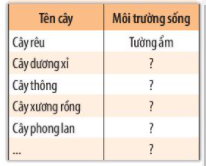 Tên cây Môi trường sống
Cây rêu Tường ẩm
Cây dương xỉ ?
Cây thông ?
Cây xương rồng ?
Cây phong lan ?
... ?